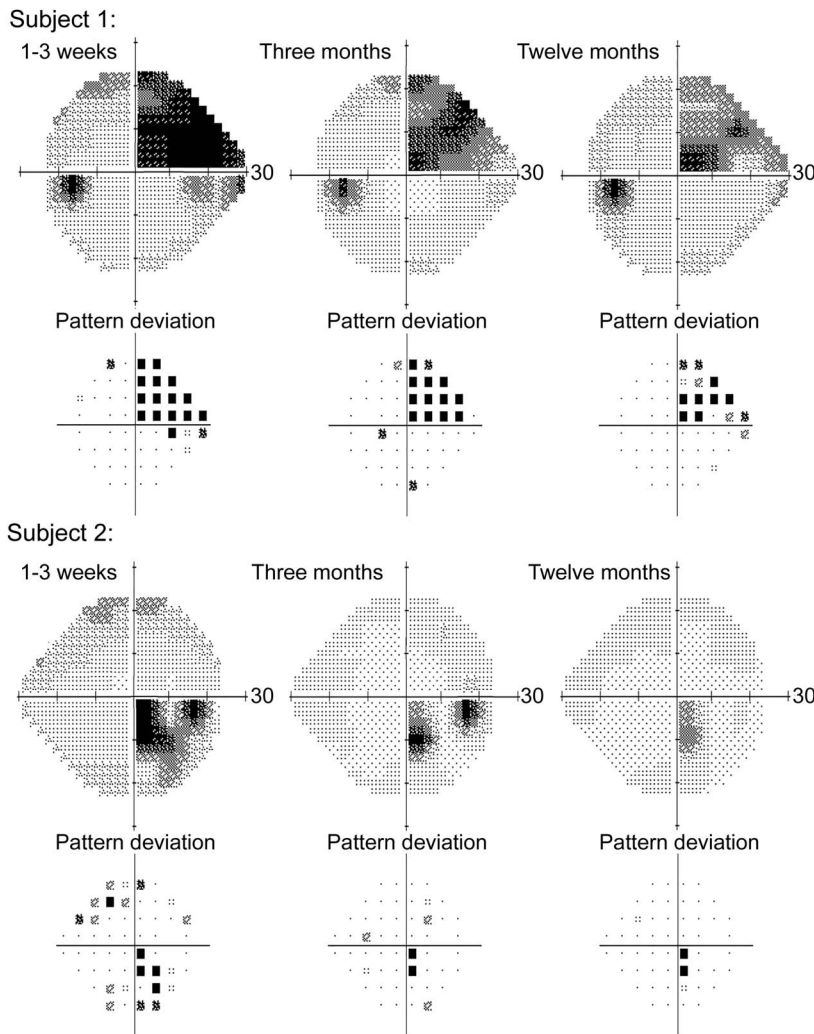 Subject 1:
1-3 weeks Three months Twelve months
30 30 30
Pattern deviation Pattern deviation Pattern deviation
Subject 2:
1-3 weeks Three months Twelve months
30 30 30
Pattern deviation Pattern deviation Pattern deviation